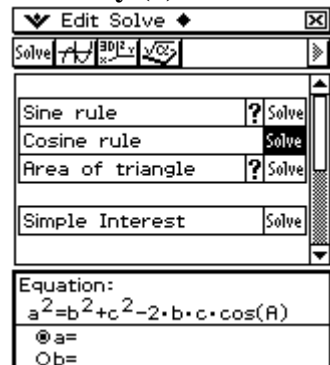 Edit Solve
Solve
Sine rule ? Solve
Cosine rule Solve
Area of triangle ? Solve
Simple Interest Solve
Equation:
a²=b²+c²-2·b·c·cos(A)
a=
b=